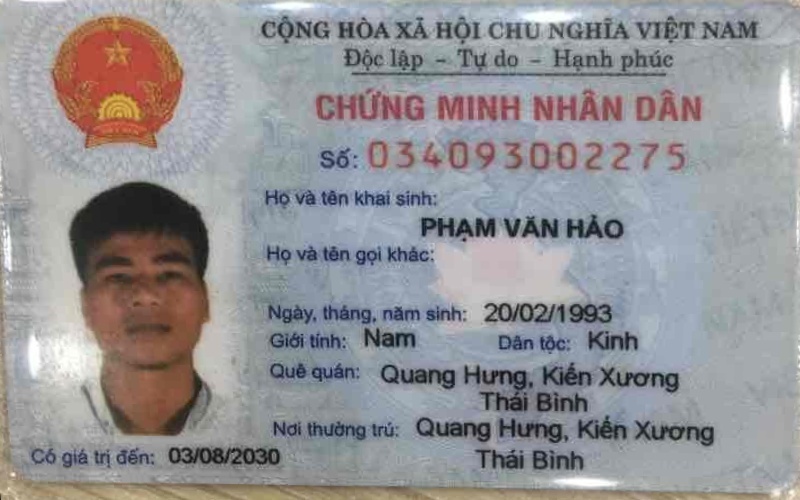 CỘNG HÒA XÃ HỘI CHỦ NGHĨA VIỆT NAM
Độc lập - Tự do - Hạnh phúc
CHỨNG MINH NHÂN DÂN
Số: 034093002275
Họ và tên khai sinh:
PHẠM VĂN HẢO
Họ và tên gọi khác:
Ngày, tháng, năm sinh: 20/02/1993
Giới tính: Nam Dân tộc: Kinh
Quê quán: Quang Hưng, Kiến Xương
Thái Bình
Nơi thường trú: Quang Hưng, Kiến Xương
Thái Bình
Có giá trị đến: 03/08/2030